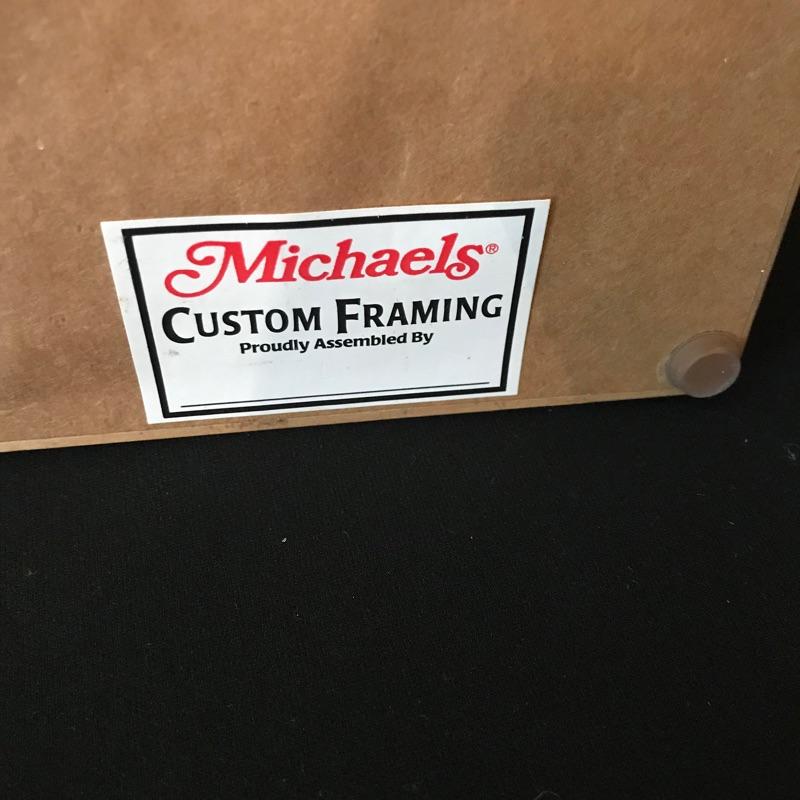 Michaels®
CUSTOM FRAMING
Proudly Assembled By